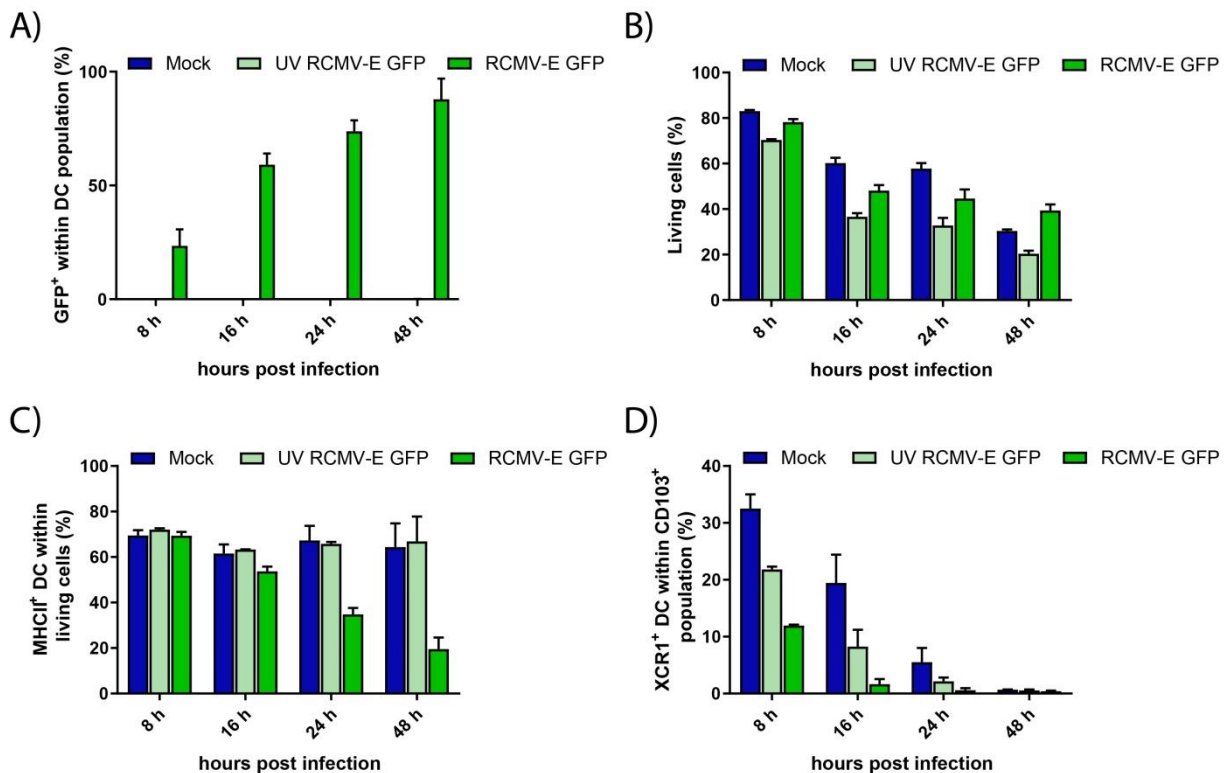 A)
Mock UV RCMV-E GFP RCMV-E GFP
GFP⁺ within DC population (%)
100
50
0
8 h 16 h 24 h 48 h
hours post infection
B)
Mock UV RCMV-E GFP RCMV-E GFP
Living cells (%)
100
80
60
40
20
0
8 h 16 h 24 h 48 h
hours post infection
C)
Mock UV RCMV-E GFP RCMV-E GFP
MHCII⁺ DC within
living cells (%)
100
80
60
40
20
0
8 h 16 h 24 h 48 h
hours post infection
D)
Mock UV RCMV-E GFP RCMV-E GFP
XCR1⁺ DC within CD103⁺
population (%)
40
30
20
10
0
8 h 16 h 24 h 48 h
hours post infection